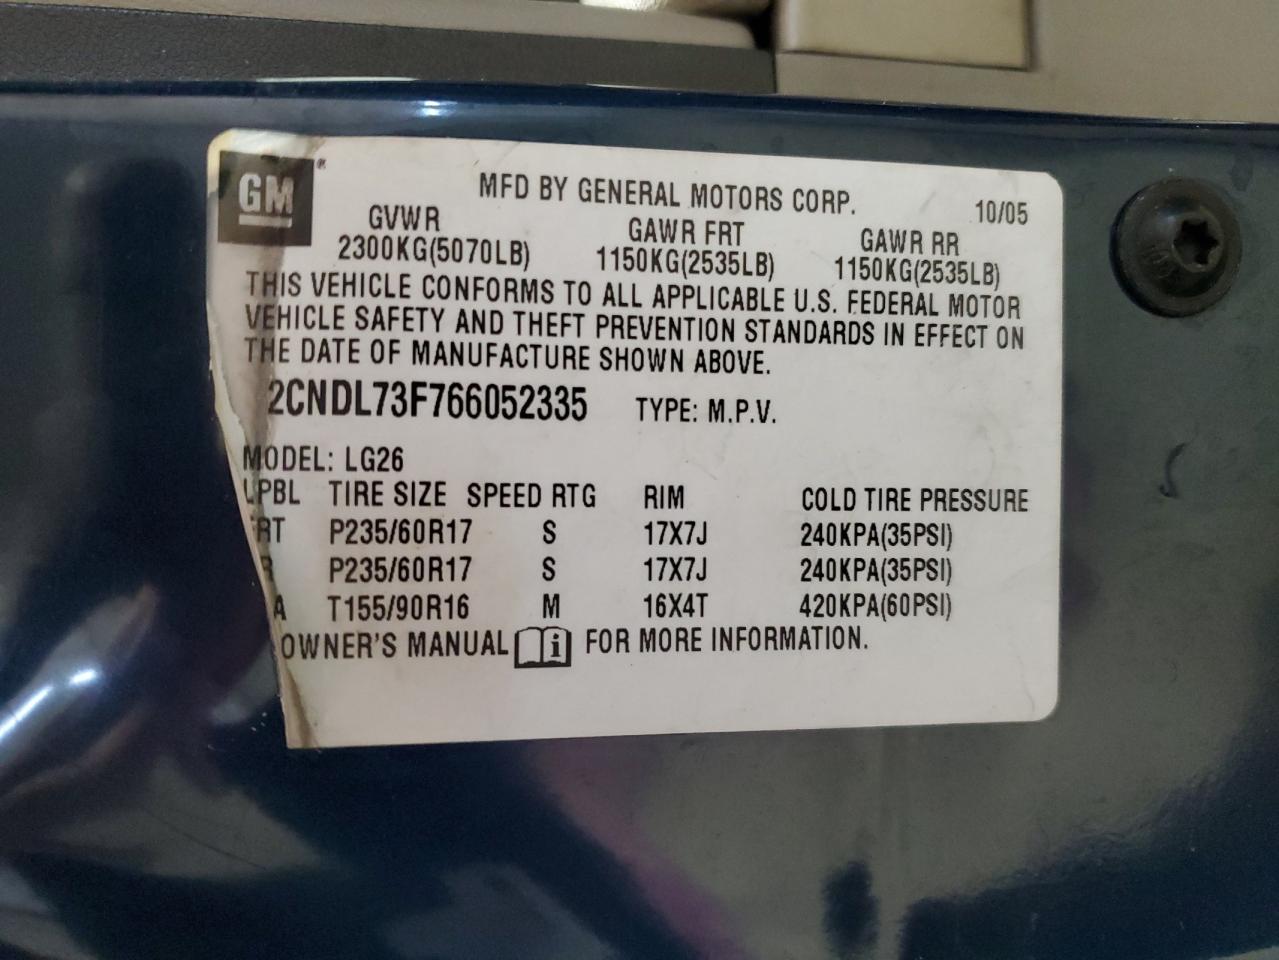 GM ®
MFD BY GENERAL MOTORS CORP.
10/05
GVWR GAWR FRT GAWR RR
2300KG(5070LB) 1150KG(2535LB) 1150KG(2535LB)
THIS VEHICLE CONFORMS TO ALL APPLICABLE U.S. FEDERAL MOTOR
VEHICLE SAFETY AND THEFT PREVENTION STANDARDS IN EFFECT ON
THE DATE OF MANUFACTURE SHOWN ABOVE.
2CNDL73F766052335 TYPE: M.P.V.
MODEL: LG26
PBL TIRE SIZE SPEED RTG RIM COLD TIRE PRESSURE
RT P235/60R17 S 17X7J 240KPA(35PSI)
R P235/60R17 S 17X7J 240KPA(35PSI)
A T155/90R16 M 16X4T 420KPA(60PSI)
OWNER'S MANUAL i FOR MORE INFORMATION.